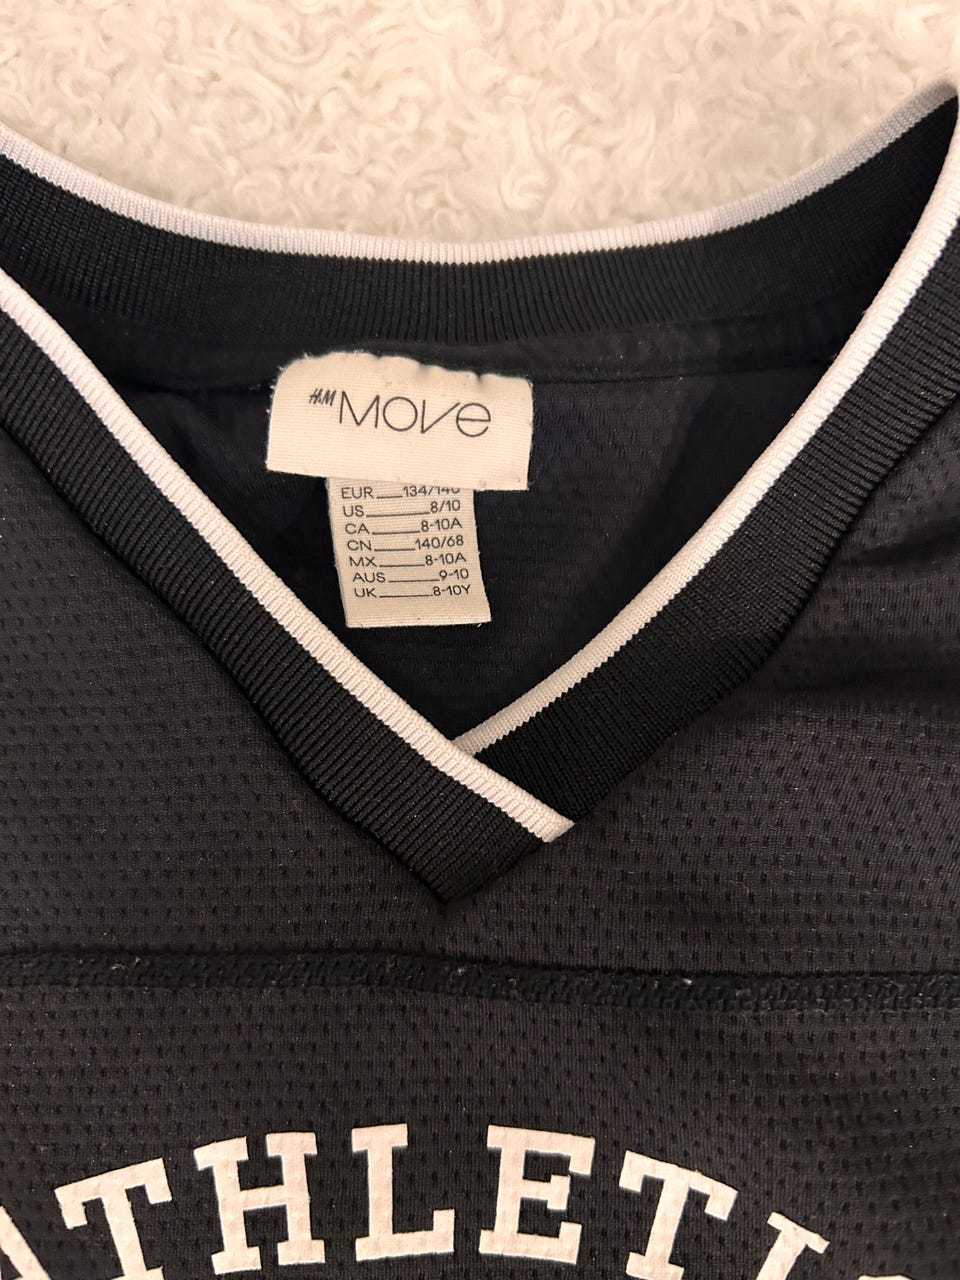 H&M MOVE
EUR 134/140
US 8/10
CA 8-10A
CN 140/68
MX 8-10A
AUS 9-10
UK 8-10Y
ATHLETI